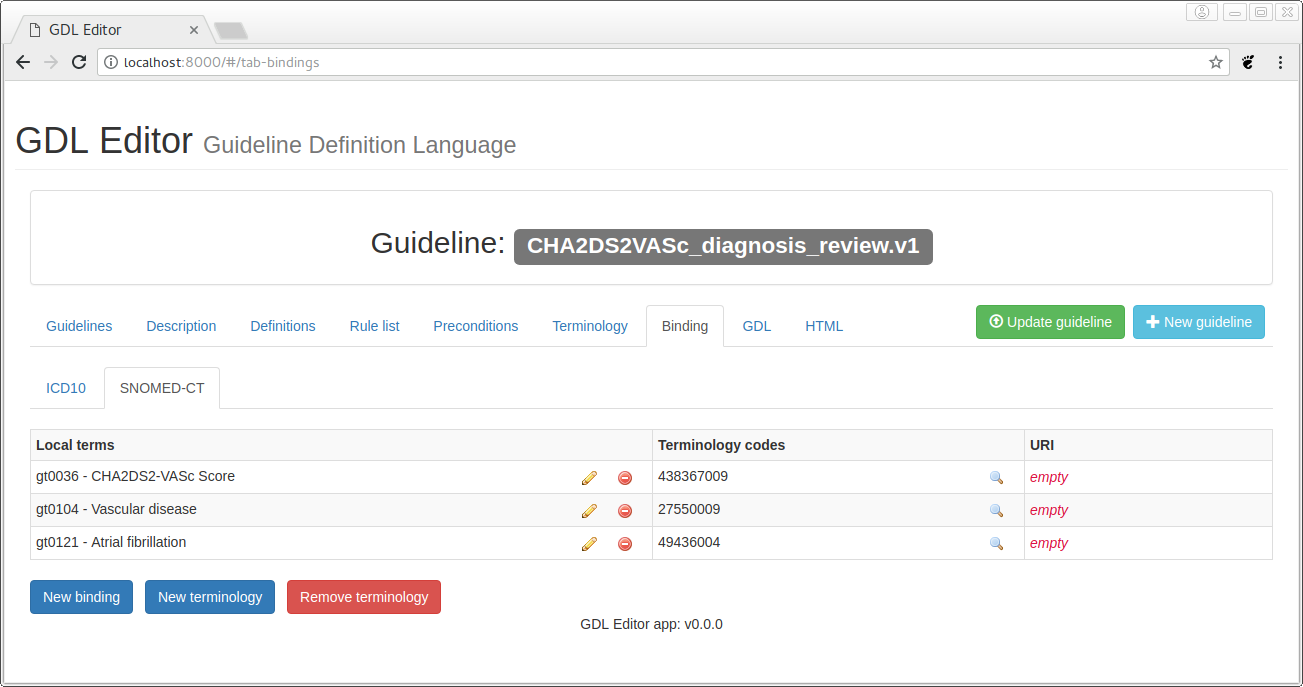 GDL Editor
localhost:8000/#/tab-bindings
GDL Editor Guideline Definition Language
Guideline: CHA2DS2VASc_diagnosis_review.v1
Guidelines Description Definitions Rule list Preconditions Terminology Binding GDL HTML Update guideline New guideline
ICD10 SNOMED-CT
Local terms Terminology codes URI
gt0036 - CHA2DS2-VASc Score 438367009 empty
gt0104 - Vascular disease 27550009 empty
gt0121 - Atrial fibrillation 49436004 empty
New binding New terminology Remove terminology
GDL Editor app: v0.0.0